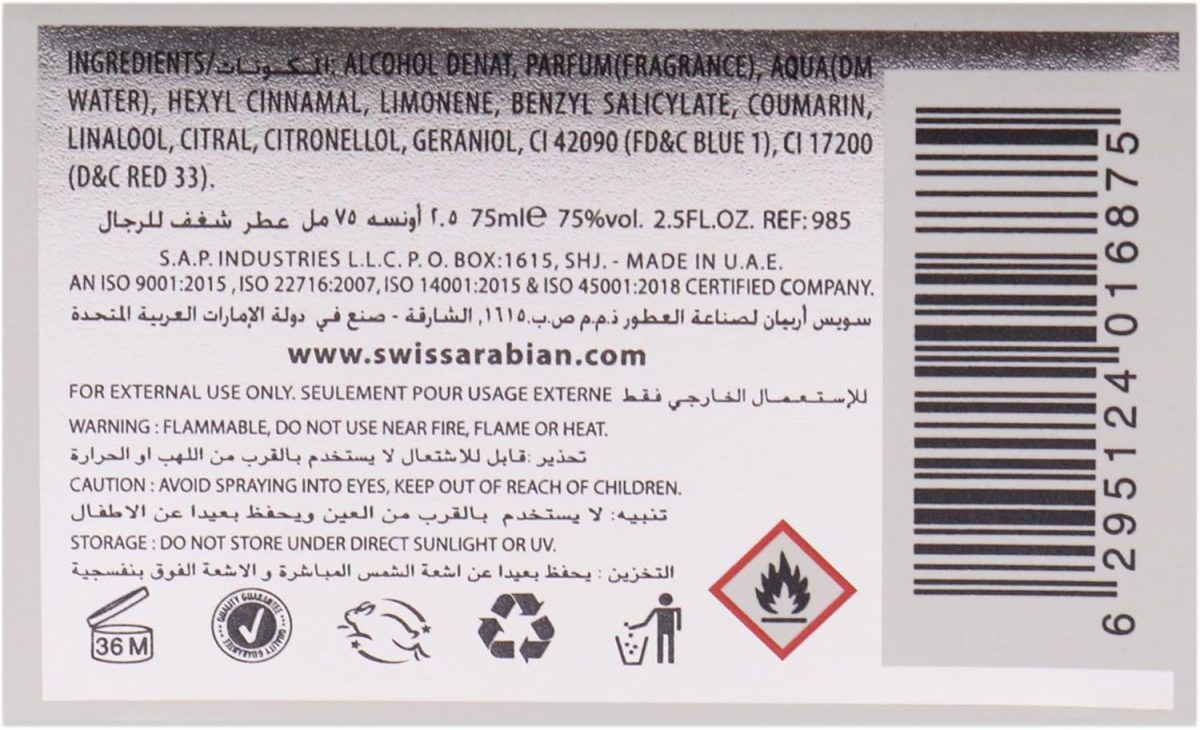 INGREDIENTS/المكونات: ALCOHOL DENAT, PARFUM(FRAGRANCE), AQUA(DM
WATER), HEXYL CINNAMAL, LIMONENE, BENZYL SALICYLATE, COUMARIN,
LINALOOL, CITRAL, CITRONELLOL, GERANIOL, CI 42090 (FD&C BLUE 1), CI 17200
(D&C RED 33).
عطر شغف للرجال ٧٥ مل ٢.٥ أونسه 75ml℮ 75%vol. 2.5FL.OZ. REF: 985
S.A.P. INDUSTRIES L.L.C. P. O. BOX:1615, SHJ. - MADE IN U.A.E.
AN ISO 9001:2015 , ISO 22716:2007, ISO 14001:2015 & ISO 45001:2018 CERTIFIED COMPANY.
سويس أربيان لصناعة العطور ذ.م.م ص.ب.١٦١٥, الشارقة - صنع في دولة الإمارات العربية المتحدة
www.swissarabian.com
FOR EXTERNAL USE ONLY. SEULEMENT POUR USAGE EXTERNE للإستعمال الخارجي فقط
WARNING : FLAMMABLE, DO NOT USE NEAR FIRE, FLAME OR HEAT.
تحذير :قابل للاشتعال لا يستخدم بالقرب من اللهب او الحرارة
CAUTION : AVOID SPRAYING INTO EYES, KEEP OUT OF REACH OF CHILDREN.
تنبيه: لا يستخدم بالقرب من العين ويحفظ بعيدا عن الاطفال
STORAGE : DO NOT STORE UNDER DIRECT SUNLIGHT OR UV.
التخزين : يحفظ بعيدا عن اشعة الشمس المباشرة و الاشعة الفوق بنفسجية
36 M
QUALITY GUARANTEE
QUALITY GUARANTEE
6 295124 016875